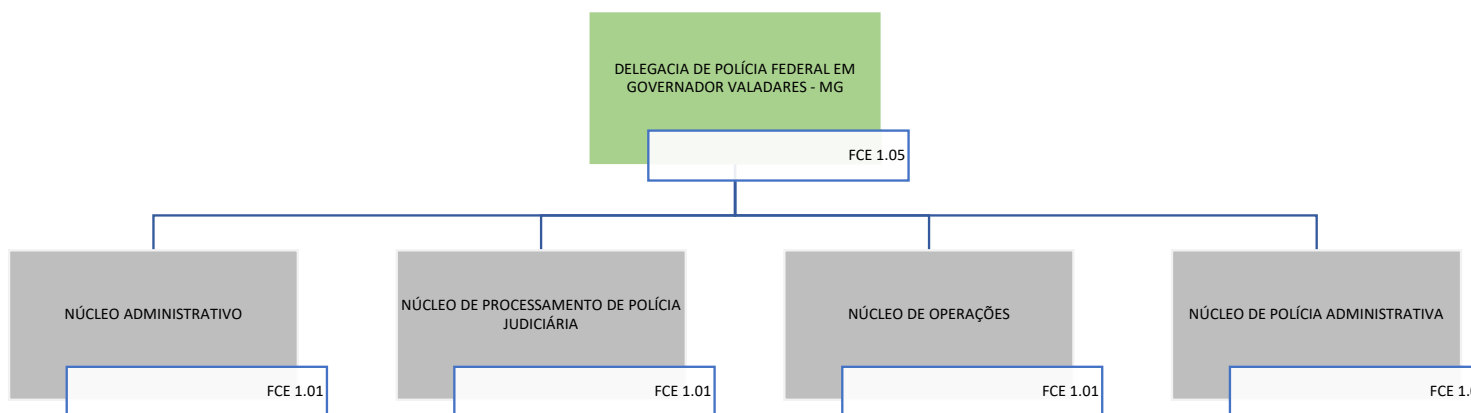 DELEGACIA DE POLÍCIA FEDERAL EM
GOVERNADOR VALADARES - MG
FCE 1.05
NÚCLEO ADMINISTRATIVO
FCE 1.01
NÚCLEO DE PROCESSAMENTO DE POLÍCIA
JUDICIÁRIA
FCE 1.01
NÚCLEO DE OPERAÇÕES
FCE 1.01
NÚCLEO DE POLÍCIA ADMINISTRATIVA
FCE